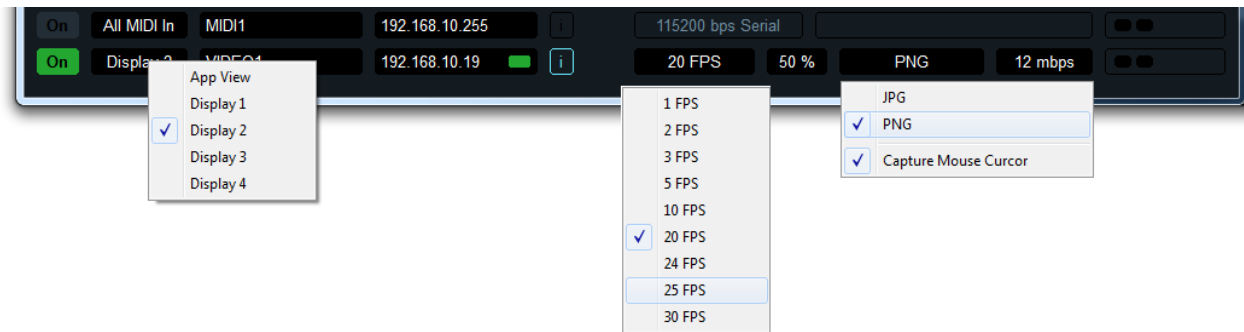 On All MIDI In MIDI1 192.168.10.255 i 115200 bps Serial
On Display 2 VIDEO1 192.168.10.19 i 20 FPS 50 % PNG 12 mbps
App View
Display 1
Display 2
Display 3
Display 4
1 FPS
2 FPS
3 FPS
5 FPS
10 FPS
20 FPS
24 FPS
25 FPS
30 FPS
JPG
PNG
Capture Mouse Curcor